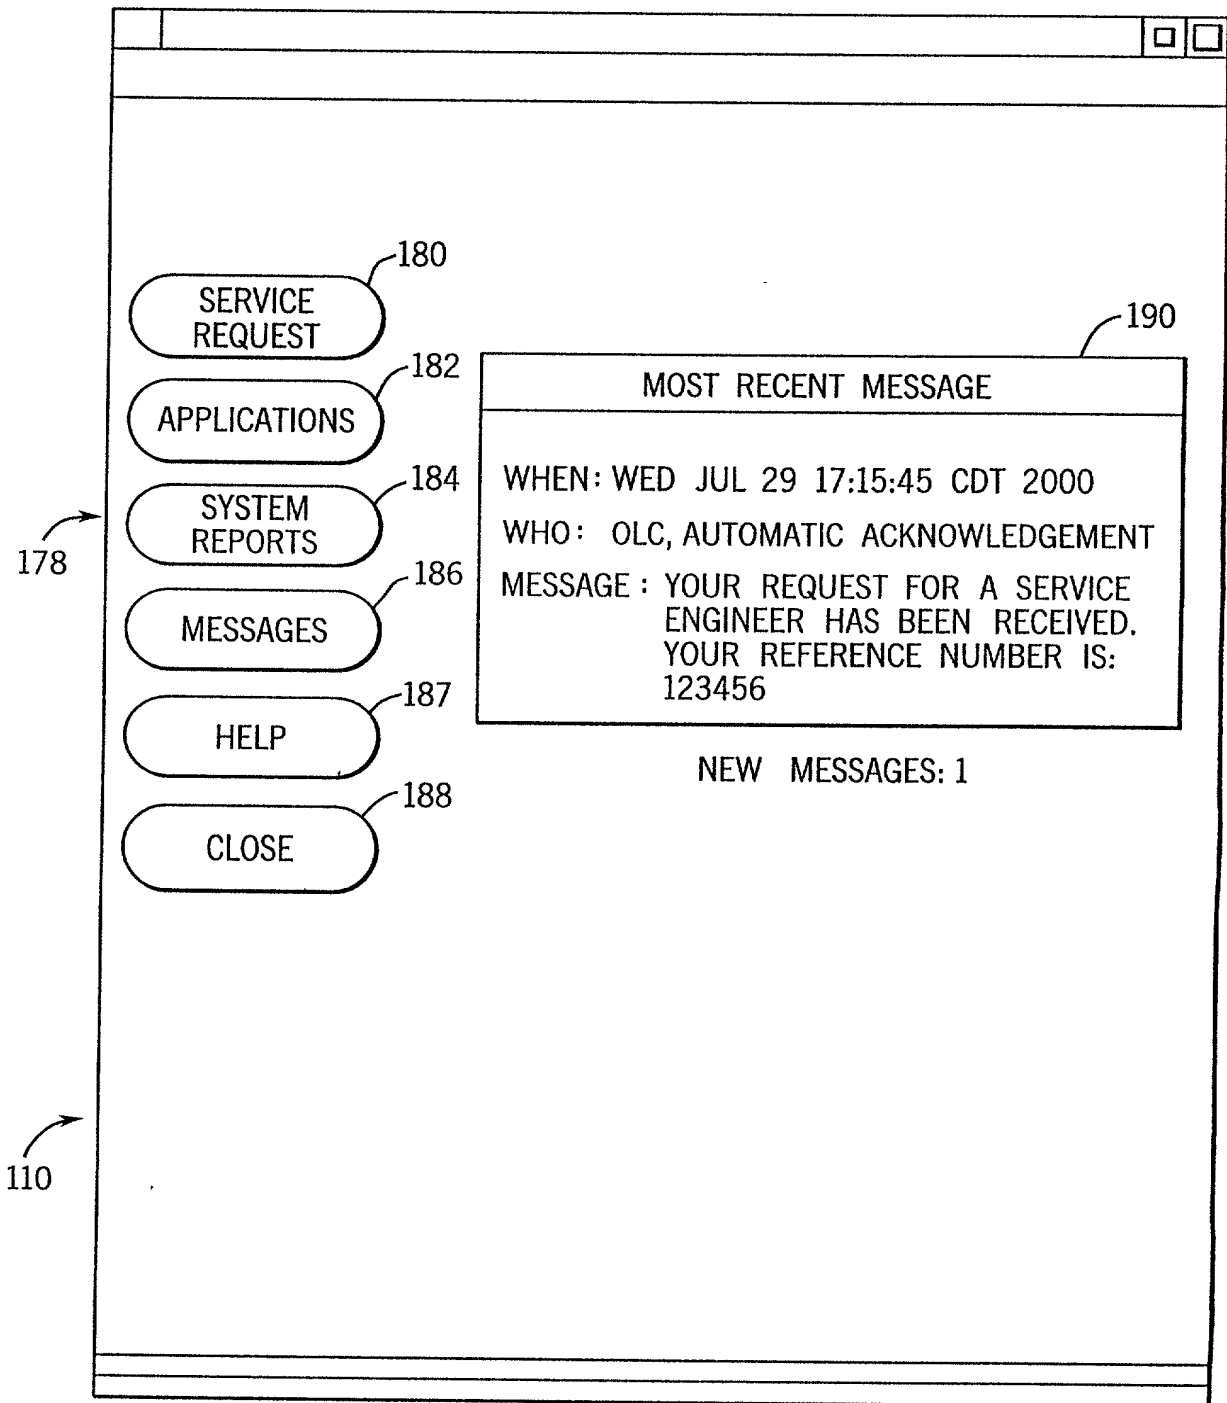 180
SERVICE
REQUEST
182
APPLICATIONS
184
SYSTEM
REPORTS
178
186
MESSAGES
187
HELP
188
CLOSE
190
MOST RECENT MESSAGE
WHEN: WED JUL 29 17:15:45 CDT 2000
WHO: OLC, AUTOMATIC ACKNOWLEDGEMENT
MESSAGE: YOUR REQUEST FOR A SERVICE
ENGINEER HAS BEEN RECEIVED.
YOUR REFERENCE NUMBER IS:
123456
NEW MESSAGES: 1
110